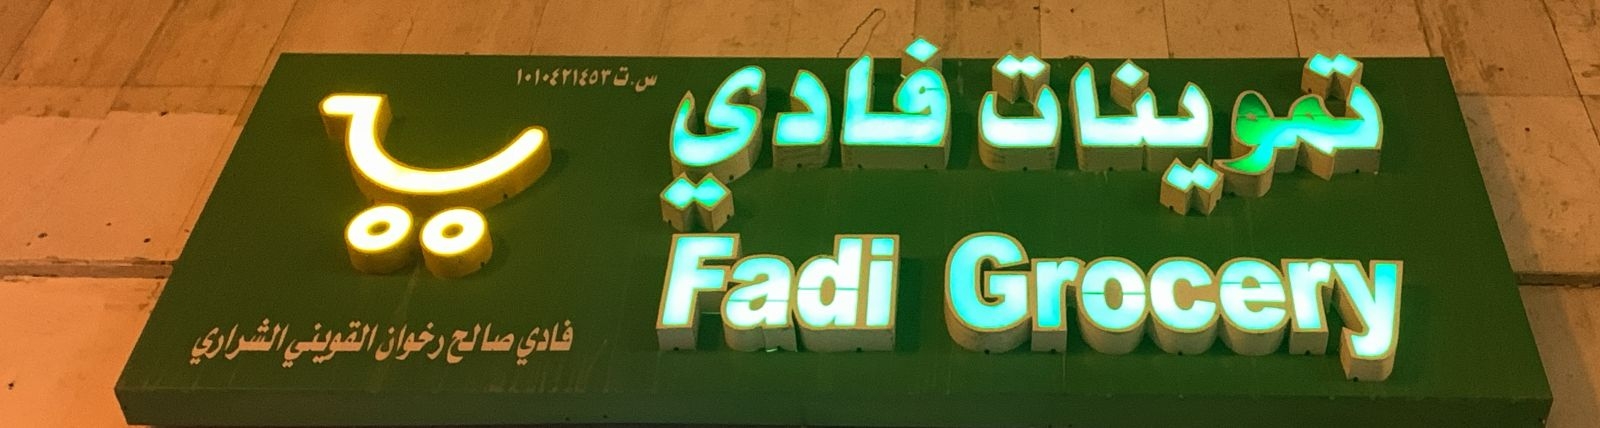 س.ت ١٠١٠٤٢١٤٥٣
تموينات فادي
Fadi Grocery
فادي صالح رخوان القويني الشراري